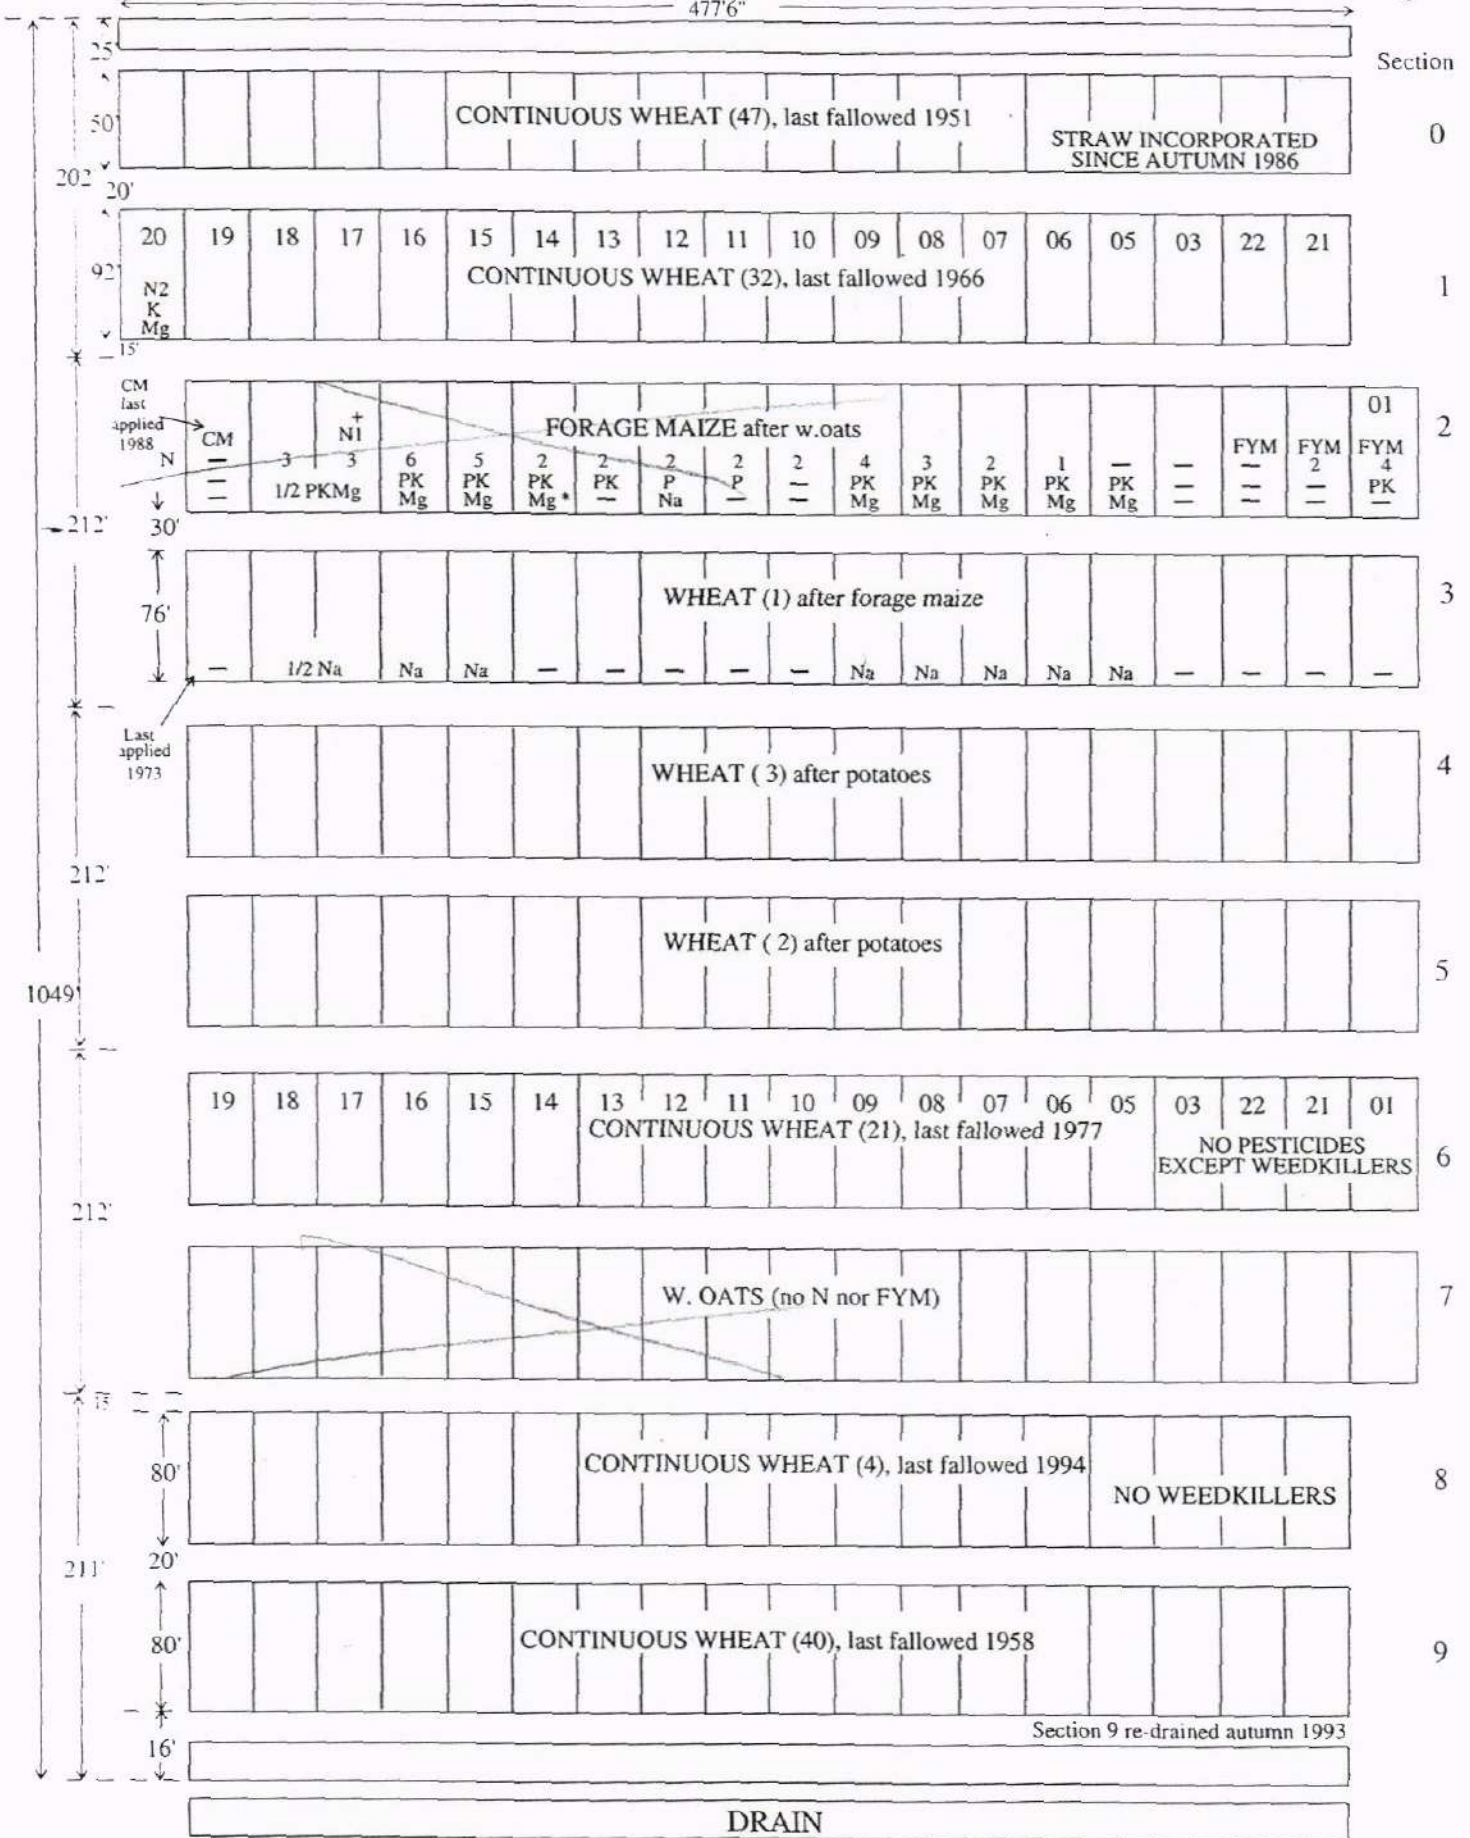 477'6"
25'
Section
50'
CONTINUOUS WHEAT (47), last fallowed 1951
STRAW INCORPORATED
SINCE AUTUMN 1986
0
202'
20'
20 19 18 17 16 15 14 13 12 11 10 09 08 07 06 05 03 22 21
92'
N2
K
Mg
CONTINUOUS WHEAT (32), last fallowed 1966
1
15'
CM
last
applied
1988
N
CM
—
—
—
+
N1
3 3
1/2 PKMg
FORAGE MAIZE after w.oats
01
2
FYM FYM FYM
6 5 2 2 2 2 2 4 3 2 1 — — — 2 4
PK PK PK PK P P — PK PK PK PK PK — — — PK
Mg Mg Mg * — Na — — Mg Mg Mg Mg Mg — — — —
212'
30'
76'
WHEAT (1) after forage maize
3
— 1/2 Na Na Na — — — — — Na Na Na Na Na — — — —
Last
applied
1973
WHEAT ( 3) after potatoes
4
212'
WHEAT ( 2) after potatoes
5
1049'
19 18 17 16 15 14 13 12 11 10 09 08 07 06 05 03 22 21 01
CONTINUOUS WHEAT (21), last fallowed 1977
NO PESTICIDES
EXCEPT WEEDKILLERS
6
212'
W. OATS (no N nor FYM)
7
15
80'
CONTINUOUS WHEAT (4), last fallowed 1994
NO WEEDKILLERS
8
20'
211'
80'
CONTINUOUS WHEAT (40), last fallowed 1958
9
Section 9 re-drained autumn 1993
16'
DRAIN